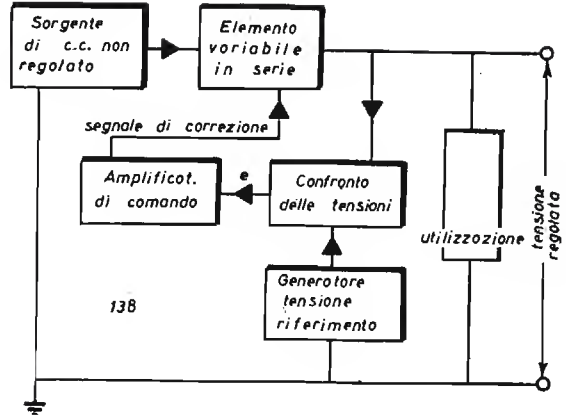 Sorgente
di c.c. non
regolato
Elemento
variabile
in serie
segnale di correzione
Amplificat.
di comando
e
Confronto
delle tensioni
utilizzazione
tensione
regolata
Generatore
tensione
riferimento
138